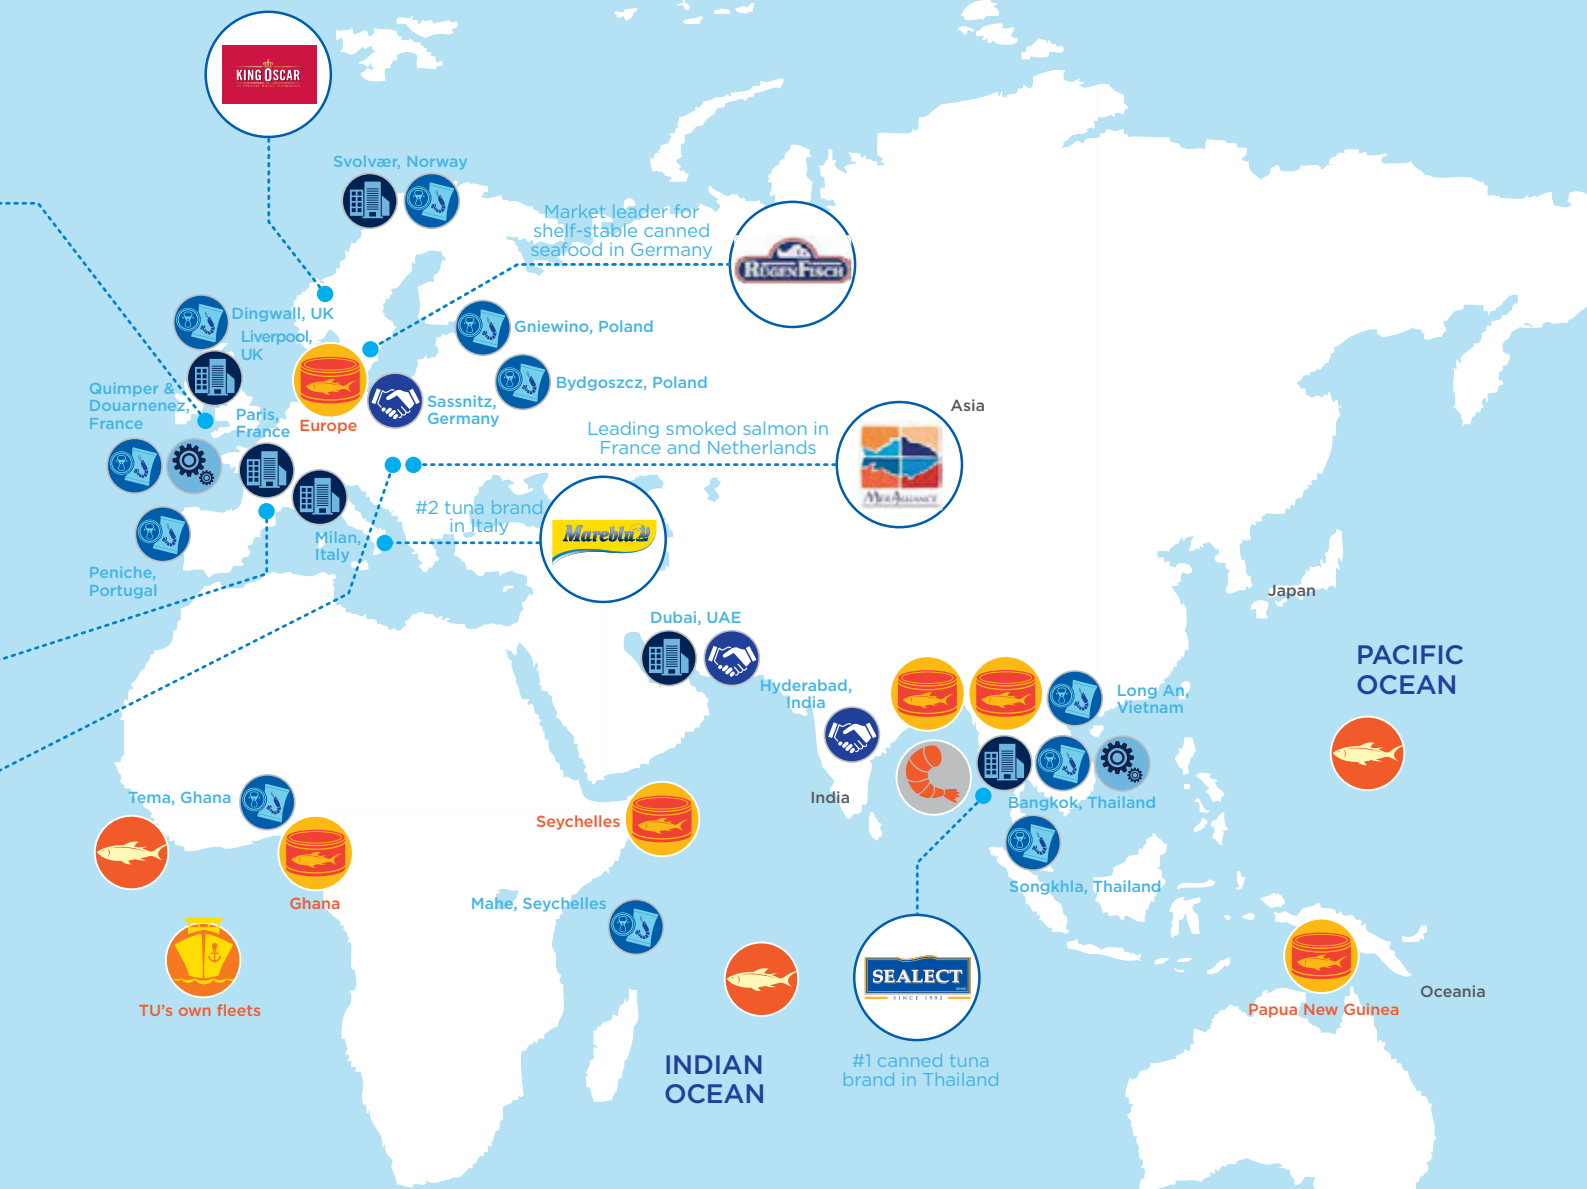 KING OSCAR
Svolvær, Norway
Market leader for
shelf-stable canned
seafood in Germany
RÜGENFISCH
Dingwall, UK
Liverpool,
UK
Gniewino, Poland
Bydgoszcz, Poland
Quimper &
Douarnenez,
France
Paris,
France
Europe
Sassnitz,
Germany
Asia
Leading smoked salmon in
France and Netherlands
MERALLIANCE
#2 tuna brand
in Italy
Mareblu
Milan,
Italy
Peniche,
Portugal
Japan
Dubai, UAE
PACIFIC
OCEAN
Hyderabad,
India
Long An,
Vietnam
India
Bangkok, Thailand
Tema, Ghana
Seychelles
Songkhla, Thailand
Ghana
Mahe, Seychelles
TU's own fleets
SEALECT
SINCE 1992
Oceania
Papua New Guinea
INDIAN
OCEAN
#1 canned tuna
brand in Thailand